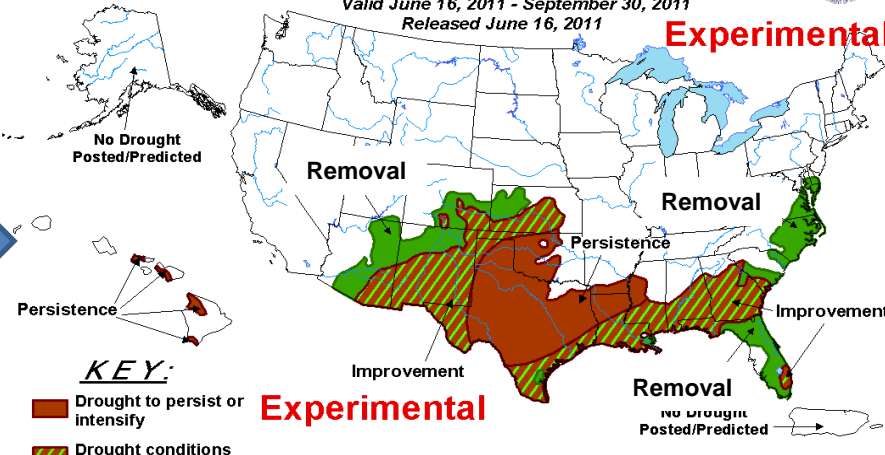 Valid June 16, 2011 - September 30, 2011
Released June 16, 2011
Experimental
No Drought
Posted/Predicted
Removal
Removal
Persistence
Persistence
Improvement
Improvement
KEY:
Drought to persist or
intensify
Experimental
Removal
No Drought
Posted/Predicted
Drought conditions